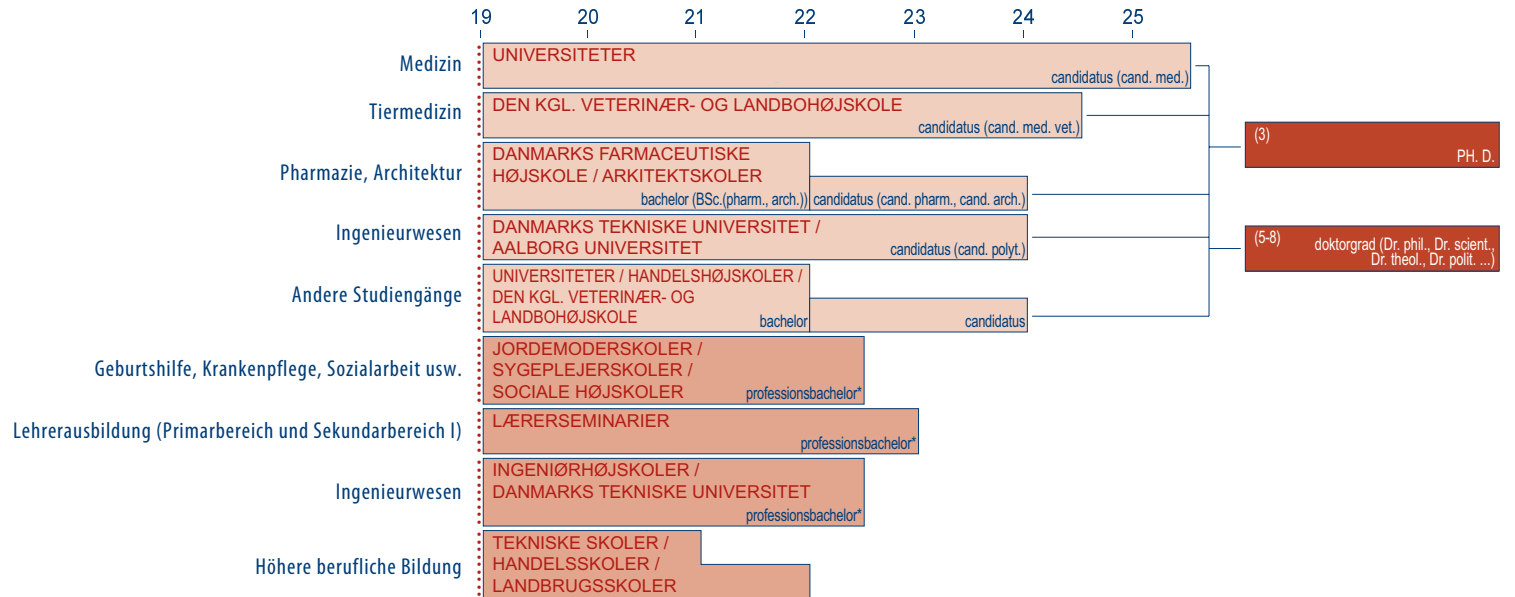 19 20 21 22 23 24 25
Medizin
UNIVERSITETER
candidatus (cand. med.)
Tiermedizin
DEN KGL. VETERINÆR- OG LANDBOHØJSKOLE
candidatus (cand. med. vet.)
Pharmazie, Architektur
DANMARKS FARMACEUTISKE
HØJSKOLE / ARKITEKTSKOLER
bachelor (BSc.(pharm., arch.)) candidatus (cand. pharm., cand. arch.)
Ingenieurwesen
DANMARKS TEKNISKE UNIVERSITET /
AALBORG UNIVERSITET
candidatus (cand. polyt.)
Andere Studiengänge
UNIVERSITETER / HANDELSHØJSKOLER /
DEN KGL. VETERINÆR- OG
LANDBOHØJSKOLE
bachelor candidatus
(3)
PH. D.
(5-8) doktorgrad (Dr. phil., Dr. scient.,
Dr. theol., Dr. polit. ...)
Geburtshilfe, Krankenpflege, Sozialarbeit usw.
JORDEMODERSKOLER /
SYGEPLEJERSKOLER /
SOCIALE HØJSKOLER
professionsbachelor*
Lehrerausbildung (Primarbereich und Sekundarbereich I)
LÆRERSEMINARIER
professionsbachelor*
Ingenieurwesen
INGENIØRHØJSKOLER /
DANMARKS TEKNISKE UNIVERSITET
professionsbachelor*
Höhere berufliche Bildung
TEKNISKE SKOLER /
HANDELSSKOLER /
LANDBRUGSSKOLER